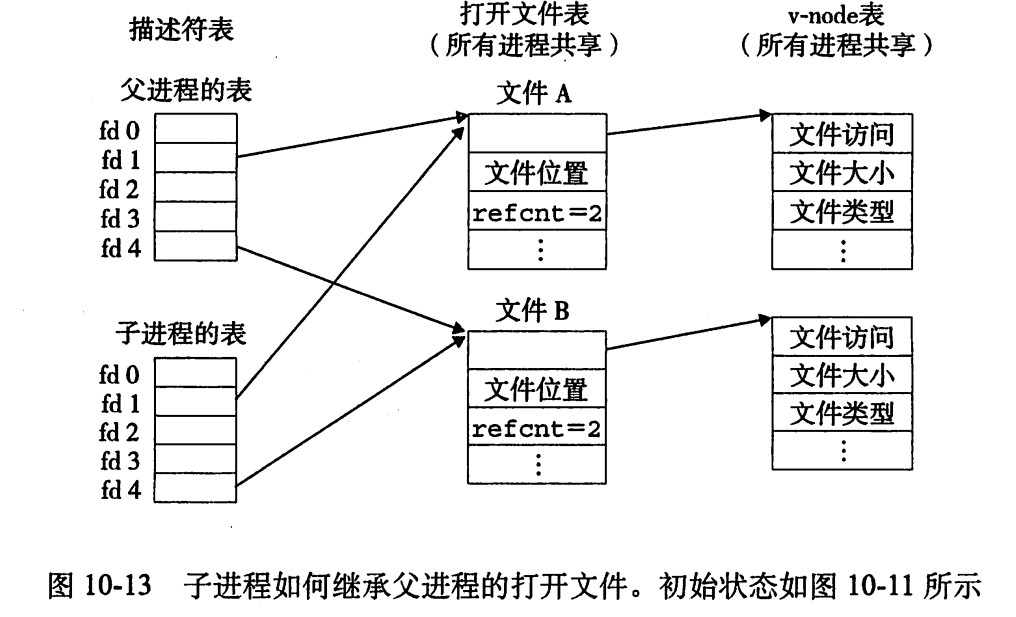 描述符表
打开文件表
（所有进程共享）
v-node表
（所有进程共享）
父进程的表
fd 0
fd 1
fd 2
fd 3
fd 4
子进程的表
fd 0
fd 1
fd 2
fd 3
fd 4
文件 A
文件位置
refcnt=2
⋮
文件 B
文件位置
refcnt=2
⋮
文件访问
文件大小
文件类型
⋮
文件访问
文件大小
文件类型
⋮
图 10-13 子进程如何继承父进程的打开文件。初始状态如图 10-11 所示